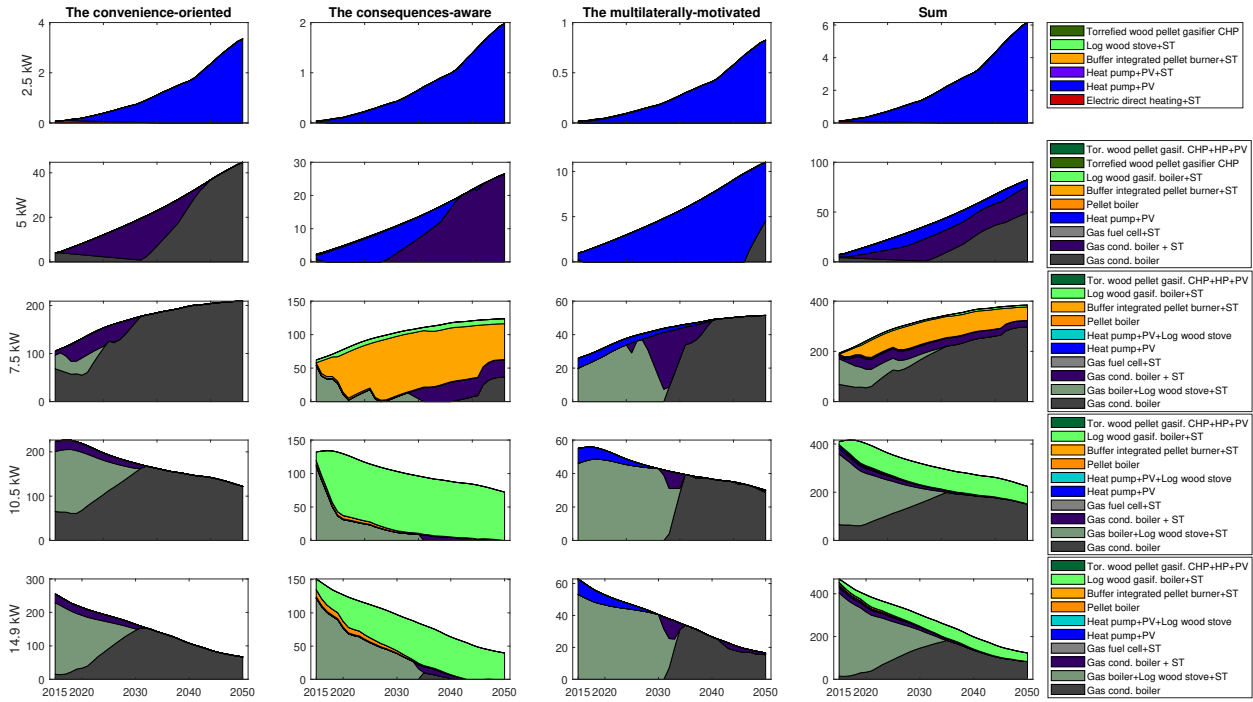 The convenience-oriented
The consequences-aware
The multilaterally-motivated
Sum
2.5 kW
4
2
0
2
1
0
1
0.5
0
6
4
2
0
Torrefied wood pellet gasifier CHP
Log wood stove+ST
Buffer integrated pellet burner+ST
Heat pump+PV+ST
Heat pump+PV
Electric direct heating+ST
5 kW
40
20
0
30
20
10
0
10
5
0
100
50
0
Tor. wood pellet gasif. CHP+HP+PV
Torrefied wood pellet gasifier CHP
Log wood gasif. boiler+ST
Buffer integrated pellet burner+ST
Pellet boiler
Heat pump+PV
Gas fuel cell+ST
Gas cond. boiler + ST
Gas cond. boiler
7.5 kW
200
100
0
150
100
50
0
60
40
20
0
400
200
0
Tor. wood pellet gasif. CHP+HP+PV
Log wood gasif. boiler+ST
Buffer integrated pellet burner+ST
Pellet boiler
Heat pump+PV+Log wood stove
Heat pump+PV
Gas fuel cell+ST
Gas cond. boiler + ST
Gas boiler+Log wood stove+ST
Gas cond. boiler
10.5 kW
200
100
0
150
100
50
0
60
40
20
0
400
200
0
Tor. wood pellet gasif. CHP+HP+PV
Log wood gasif. boiler+ST
Buffer integrated pellet burner+ST
Pellet boiler
Heat pump+PV+Log wood stove
Heat pump+PV
Gas fuel cell+ST
Gas cond. boiler + ST
Gas boiler+Log wood stove+ST
Gas cond. boiler
14.9 kW
300
200
100
0
150
100
50
0
60
40
20
0
400
200
0
Tor. wood pellet gasif. CHP+HP+PV
Log wood gasif. boiler+ST
Buffer integrated pellet burner+ST
Pellet boiler
Heat pump+PV+Log wood stove
Heat pump+PV
Gas fuel cell+ST
Gas cond. boiler + ST
Gas boiler+Log wood stove+ST
Gas cond. boiler
2015 2020 2030 2040 2050
2015 2020 2030 2040 2050
2015 2020 2030 2040 2050
2015 2020 2030 2040 2050